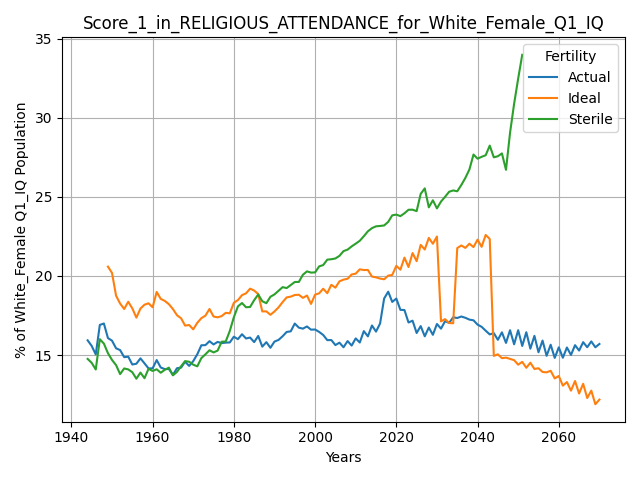 Score_1_in_RELIGIOUS_ATTENDANCE_for_White_Female_Q1_IQ
% of White_Female Q1_IQ Population
35
30
25
20
15
Fertility
Actual
Ideal
Sterile
1940 1960 1980 2000 2020 2040 2060
Years